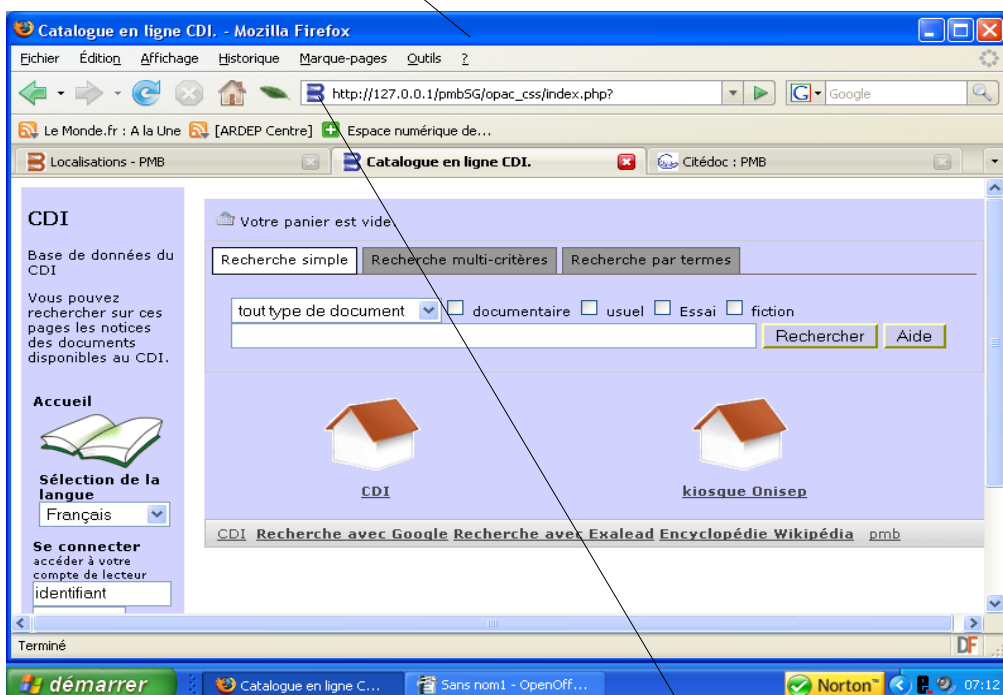 Catalogue en ligne CDI. - Mozilla Firefox
Fichier Édition Affichage Historique Marque-pages Outils ?
http://127.0.0.1/pmb5G/opac_css/index.php?
G Google
Le Monde.fr : A la Une [ARDEP Centre] Espace numérique de...
Localisations - PMB Catalogue en ligne CDI. Citédoc : PMB
CDI
Base de données du
CDI
Vous pouvez
rechercher sur ces
pages les notices
des documents
disponibles au CDI.
Accueil
Sélection de la
langue
Français
Se connecter
accéder à votre
compte de lecteur
identifiant
Votre panier est vide.
Recherche simple Recherche multi-critères Recherche par termes
tout type de document documentaire usuel Essai fiction
Rechercher Aide
CDI kiosque Onisep
CDI Recherche avec Google Recherche avec Exalead Encyclopédie Wikipédia pmb
Terminé
DF
démarrer Catalogue en ligne C... Sans nom1 - OpenOff... Norton™ 07:12